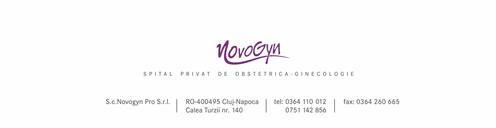 NovoGyn
SPITAL PRIVAT DE OBSTETRICA-GINECOLOGIE
S.c.Novogyn Pro S.r.l. RO-400495 Cluj-Napoca tel: 0364 110 012 fax: 0364 260 665
Calea Turzii nr. 140 0751 142 856